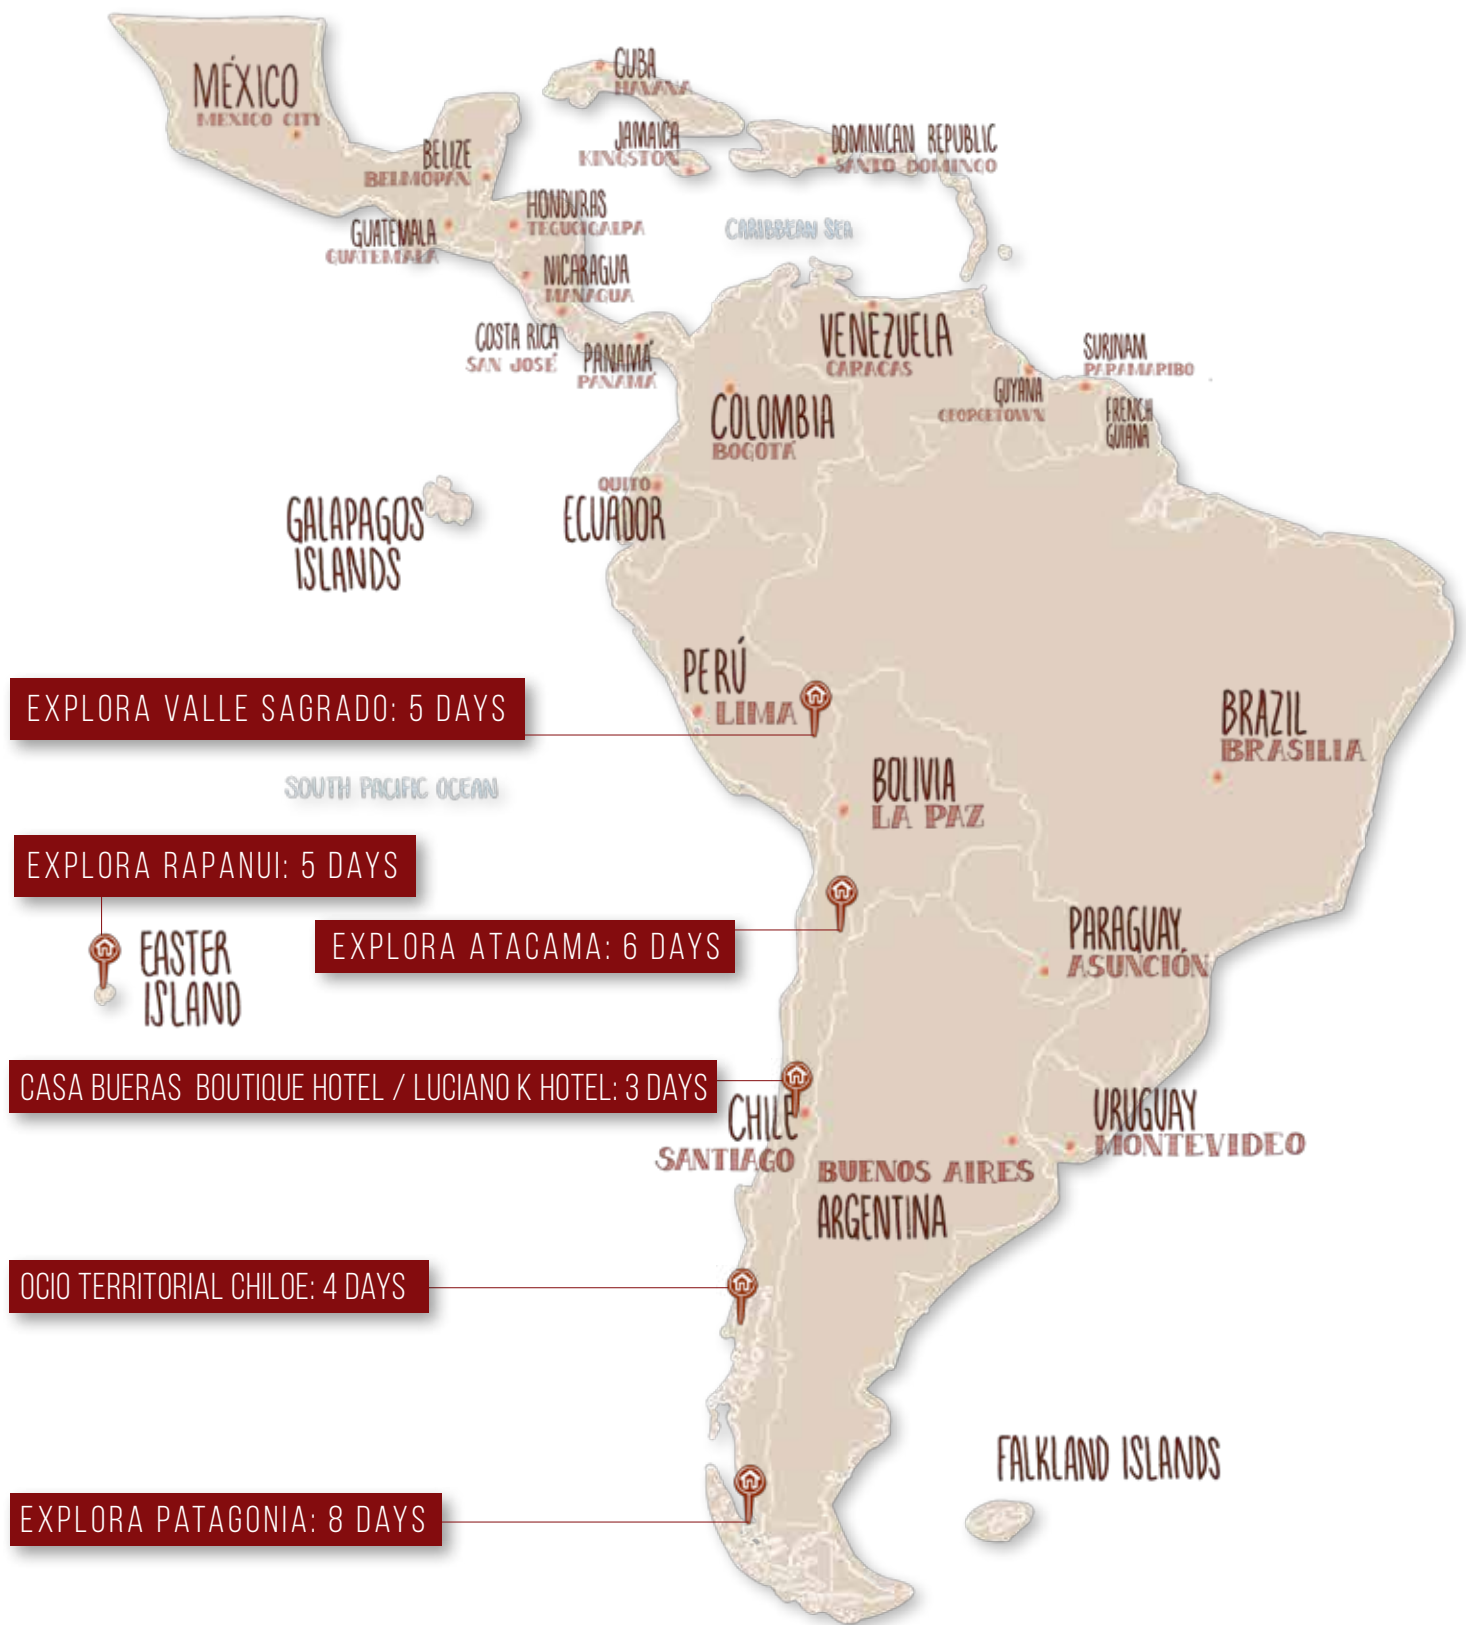 MÉXICO
MEXICO CITY
CUBA
HAVANA
JAMAICA
KINGSTON
DOMINICAN REPUBLIC
SANTO DOMINGO
BELIZE
BELMOPAN
HONDURAS
TEGUCIGALPA
GUATEMALA
GUATEMALA
CARIBBEAN SEA
NICARAGUA
MANAGUA
COSTA RICA
SAN JOSÉ
PANAMÁ
PANAMÁ
VENEZUELA
CARACAS
SURINAM
PARAMARIBO
GUYANA
GEORGETOWN
FRENCH
GUIANA
COLOMBIA
BOGOTÁ
QUITO
ECUADOR
GALAPAGOS
ISLANDS
PERÚ
LIMA
EXPLORA VALLE SAGRADO: 5 DAYS
BRAZIL
BRASILIA
SOUTH PACIFIC OCEAN
BOLIVIA
LA PAZ
EXPLORA RAPANUI: 5 DAYS
EASTER
ISLAND
EXPLORA ATACAMA: 6 DAYS
PARAGUAY
ASUNCIÓN
CASA BUERAS BOUTIQUE HOTEL / LUCIANO K HOTEL: 3 DAYS
CHILE
SANTIAGO
URUGUAY
MONTEVIDEO
BUENOS AIRES
ARGENTINA
OCIO TERRITORIAL CHILOE: 4 DAYS
FALKLAND ISLANDS
EXPLORA PATAGONIA: 8 DAYS